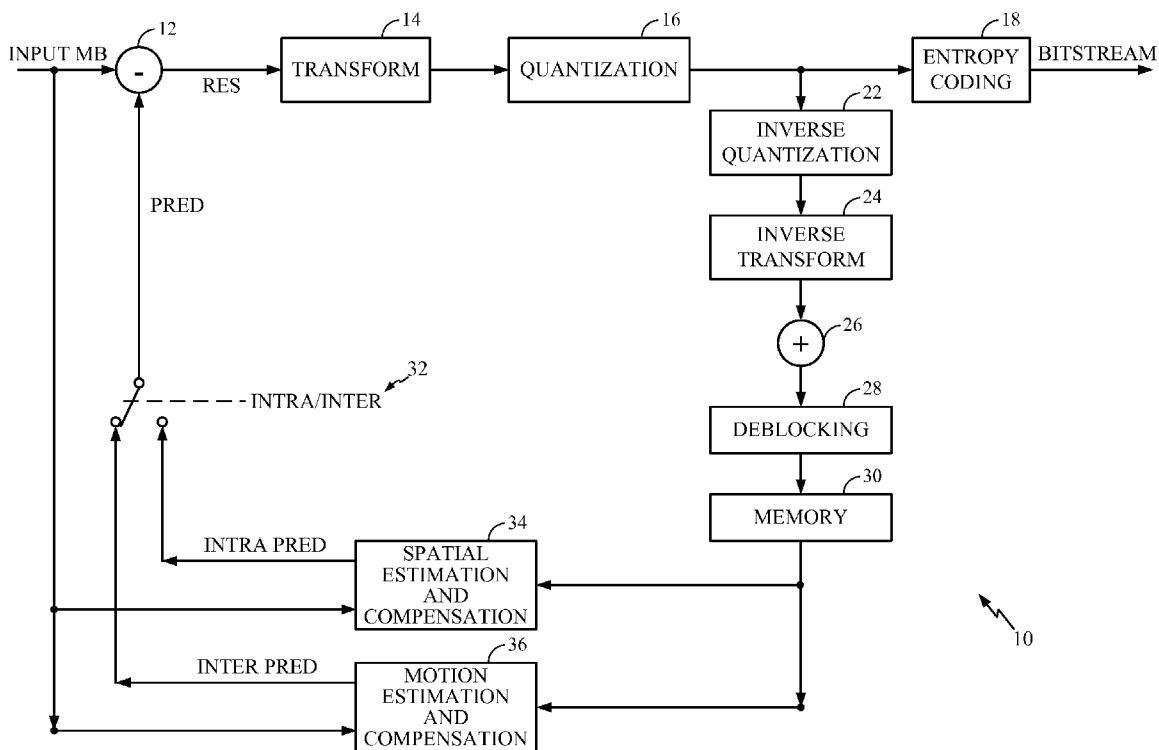 12
14
16
18
INPUT MB
-
RES
TRANSFORM
QUANTIZATION
ENTROPY
CODING
BITSTREAM
22
INVERSE
QUANTIZATION
PRED
24
INVERSE
TRANSFORM
26
+
32
INTRA/INTER
28
DEBLOCKING
30
MEMORY
34
INTRA PRED
SPATIAL
ESTIMATION
AND
COMPENSATION
10
36
INTER PRED
MOTION
ESTIMATION
AND
COMPENSATION